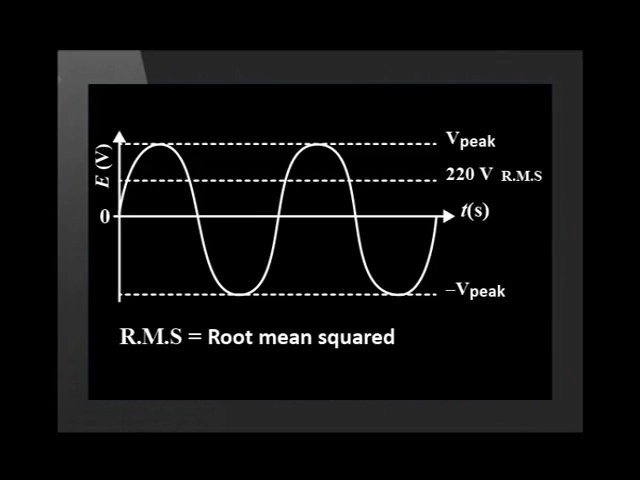 Vpeak
E (V)
220 V R.M.S
0
t(s)
–Vpeak
R.M.S = Root mean squared